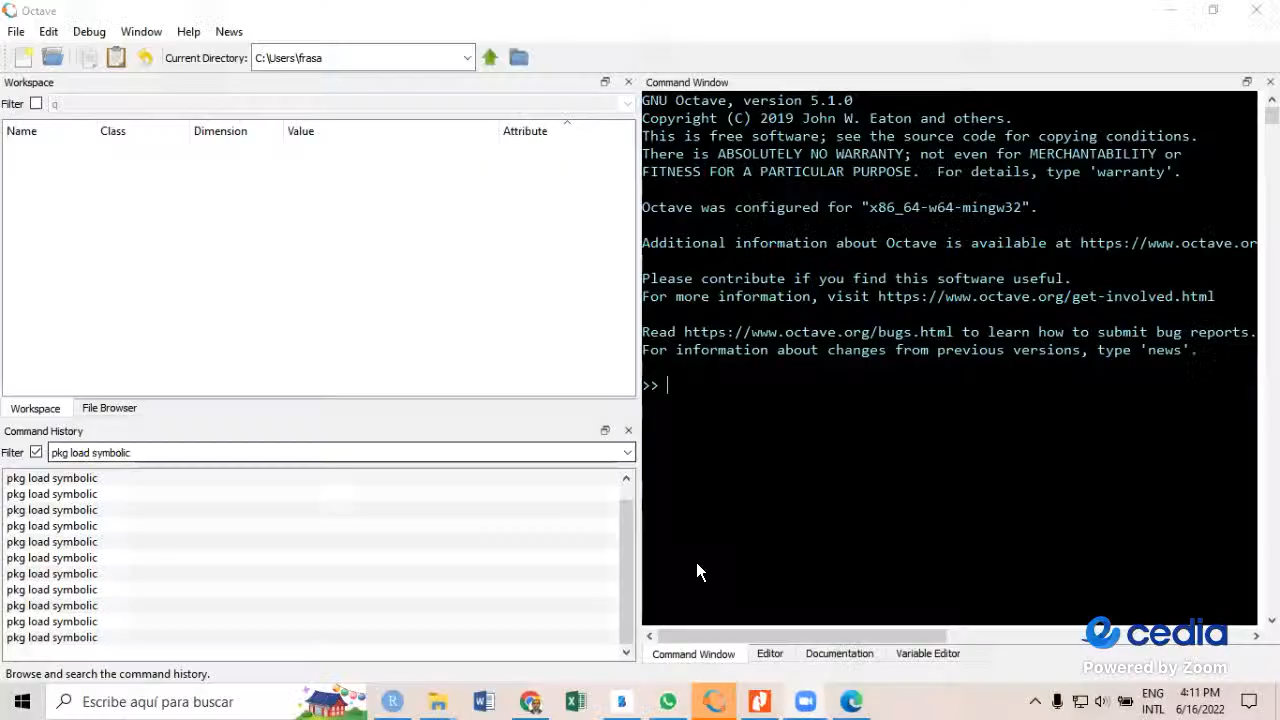 Octave
File Edit Debug Window Help News
Current Directory: C:\Users\frasa
Workspace
Filter q
Name Class Dimension Value Attribute
Workspace File Browser
Command History
Filter pkg load symbolic
pkg load symbolic
pkg load symbolic
pkg load symbolic
pkg load symbolic
pkg load symbolic
pkg load symbolic
pkg load symbolic
pkg load symbolic
pkg load symbolic
pkg load symbolic
pkg load symbolic
Browse and search the command history.
Command Window
GNU Octave, version 5.1.0
Copyright (C) 2019 John W. Eaton and others.
This is free software; see the source code for copying conditions.
There is ABSOLUTELY NO WARRANTY; not even for MERCHANTABILITY or
FITNESS FOR A PARTICULAR PURPOSE.  For details, type 'warranty'.
Octave was configured for "x86_64-w64-mingw32".
Additional information about Octave is available at https://www.octave.or
Please contribute if you find this software useful.
For more information, visit https://www.octave.org/get-involved.html
Read https://www.octave.org/bugs.html to learn how to submit bug reports.
For information about changes from previous versions, type 'news'.
>>
cedia
Powered by Zoom
Command Window Editor Documentation Variable Editor
Escribe aquí para buscar
ENG
INTL
4:11 PM
6/16/2022